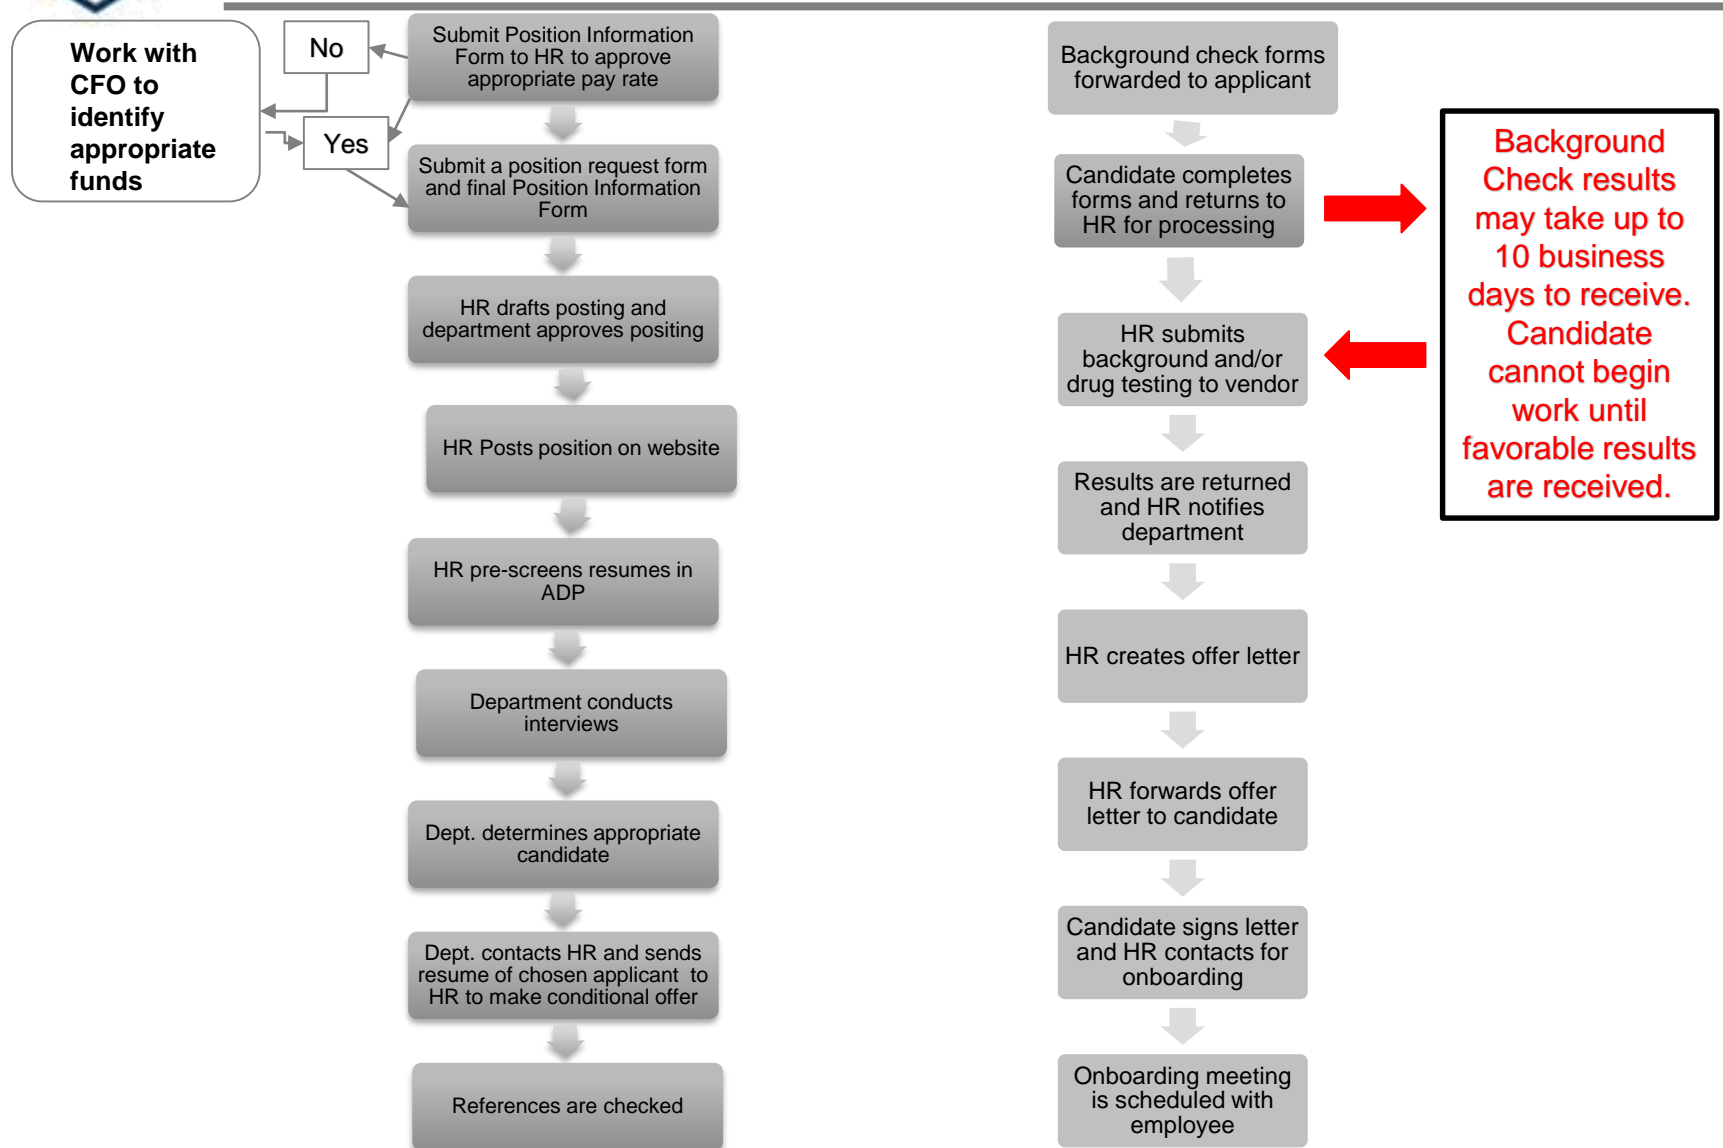 Work with
CFO to
identify
appropriate
funds
No
Yes
Submit Position Information
Form to HR to approve
appropriate pay rate
Submit a position request form
and final Position Information
Form
HR drafts posting and
department approves positing
HR Posts position on website
HR pre-screens resumes in
ADP
Department conducts
interviews
Dept. determines appropriate
candidate
Dept. contacts HR and sends
resume of chosen applicant to
HR to make conditional offer
References are checked
Background check forms
forwarded to applicant
Candidate completes
forms and returns to
HR for processing
HR submits
background and/or
drug testing to vendor
Results are returned
and HR notifies
department
HR creates offer letter
HR forwards offer
letter to candidate
Candidate signs letter
and HR contacts for
onboarding
Onboarding meeting
is scheduled with
employee
Background
Check results
may take up to
10 business
days to receive.
Candidate
cannot begin
work until
favorable results
are received.